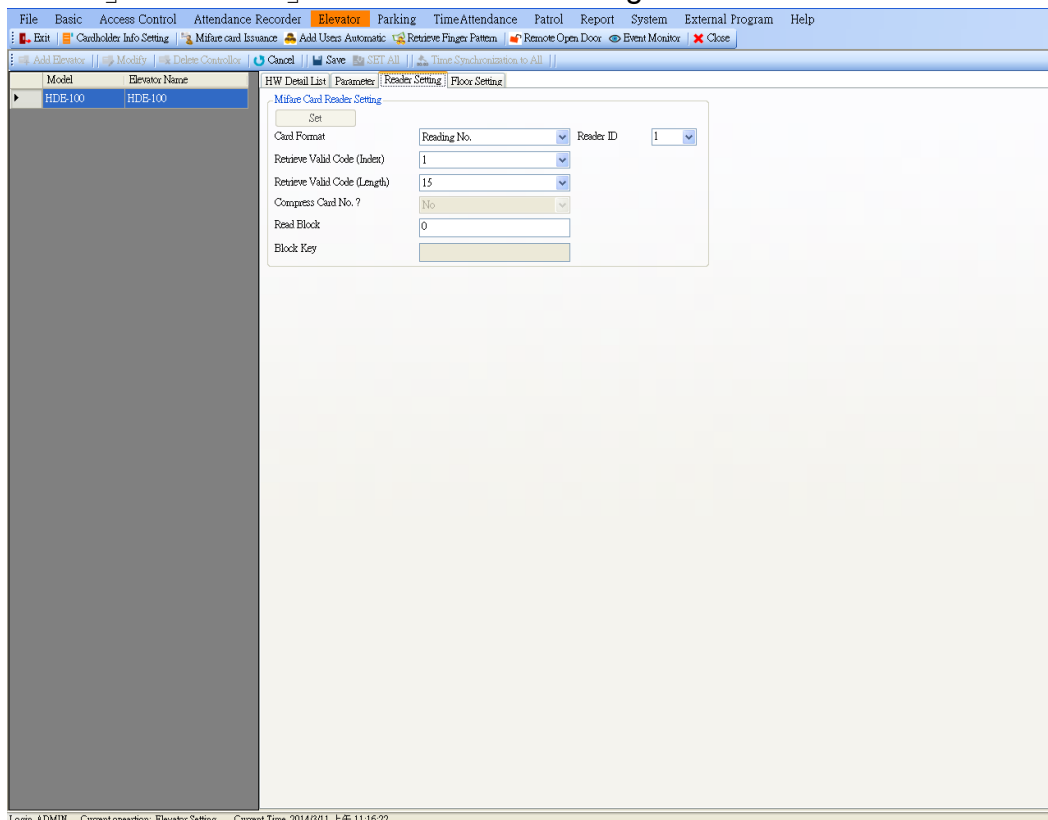 File Basic Access Control Attendance Recorder Elevator Parking TimeAttendance Patrol Report System External Program Help
Exit Cardholder Info Setting Mifare card Issuance Add Users Automatic Retrieve Finger Pattern Remote Open Door Event Monitor Close
Add Elevator Modify Delete Controllor Cancel Save SET All Time Synchronization to All
Model Elevator Name
HDE-100 HDE-100
HW Detail List Parameter Reader Setting Floor Setting
Mifare Card Reader Setting
Set
Card Format Reading No. Reader ID 1
Retrieve Valid Code (Index) 1
Retrieve Valid Code (Length) 15
Compress Card No. ? No
Read Block 0
Block Key
Login ADMIN Current opeartion: Elevator Setting Current Time 2014/3/11 上午 11:16:22